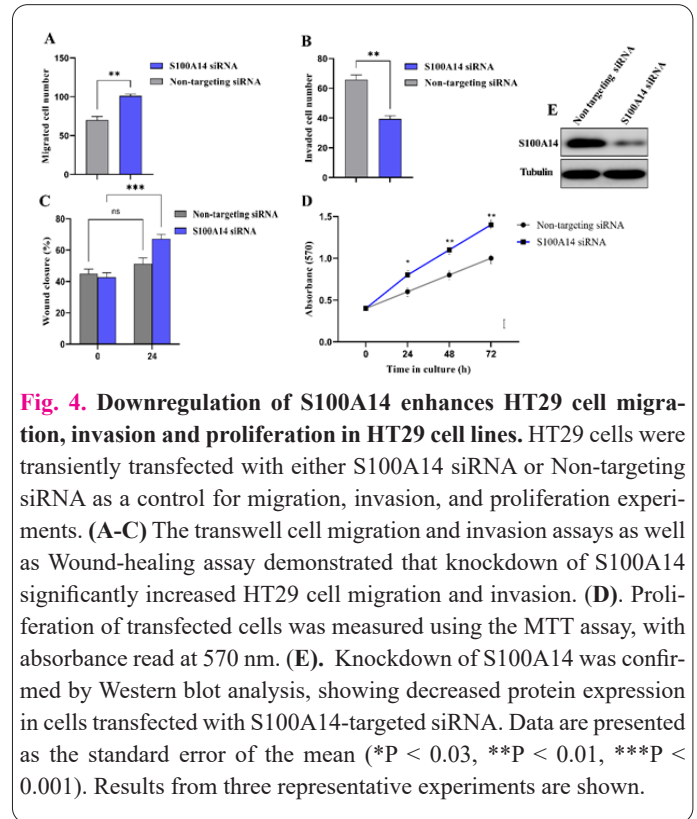 A
150
100
50
0
Migrated cell number
**
S100A14 siRNA
Non-targeting siRNA
B
80
60
40
20
0
Invaded cell number
**
S100A14 siRNA
Non-targeting siRNA
E
Non targeting siRNA
S100A14 siRNA
S100A14
Tubulin
C
80
60
40
20
0
Wound closure (%)
ns
***
Non-targeting siRNA
S100A14 siRNA
0 24
D
1.5
1.0
0.5
0.0
Absorbanc (570)
* ** **
Non-targeting siRNA
S100A14 siRNA
0 24 48 72
Time in culture (h)
Fig. 4. Downregulation of S100A14 enhances HT29 cell migra-
tion, invasion and proliferation in HT29 cell lines. HT29 cells were
transiently transfected with either S100A14 siRNA or Non-targeting
siRNA as a control for migration, invasion, and proliferation experi-
ments. (A-C) The transwell cell migration and invasion assays as well
as Wound-healing assay demonstrated that knockdown of S100A14
significantly increased HT29 cell migration and invasion. (D). Proli-
feration of transfected cells was measured using the MTT assay, with
absorbance read at 570 nm. (E). Knockdown of S100A14 was confir-
med by Western blot analysis, showing decreased protein expression
in cells transfected with S100A14-targeted siRNA. Data are presented
as the standard error of the mean (*P < 0.03, **P < 0.01, ***P <
0.001). Results from three representative experiments are shown.